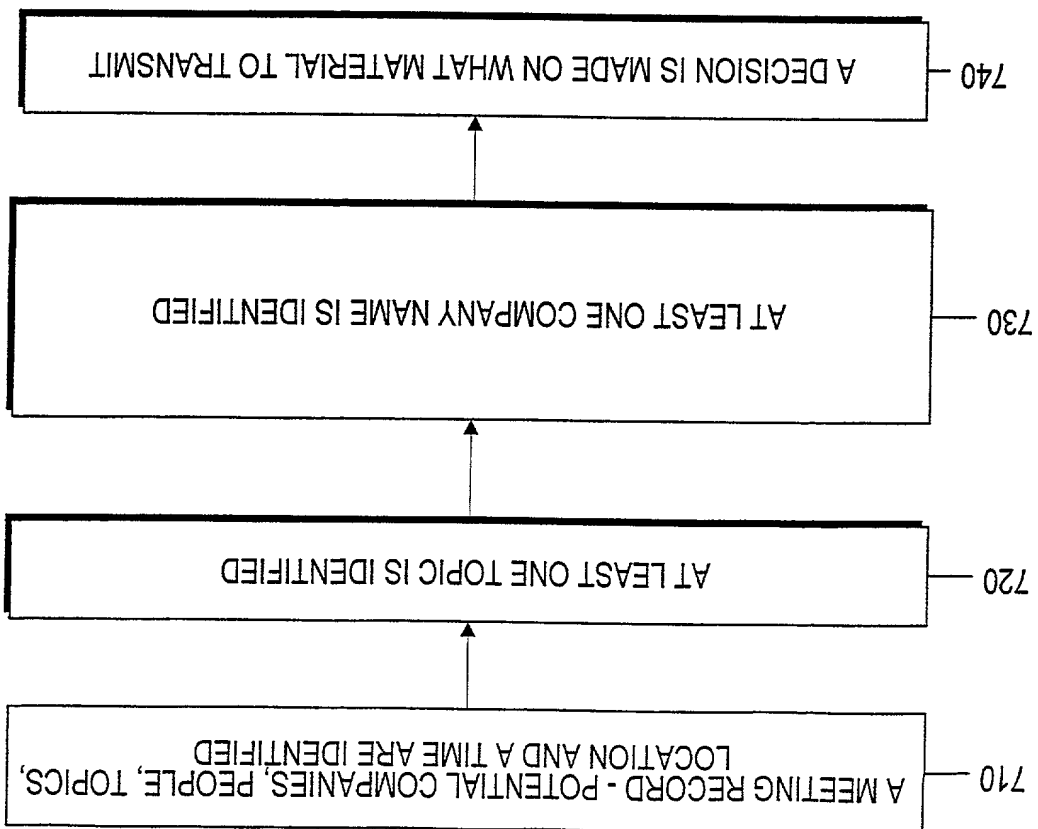 710
A MEETING RECORD - POTENTIAL COMPANIES, PEOPLE, TOPICS,
LOCATION AND A TIME ARE IDENTIFIED
720
AT LEAST ONE TOPIC IS IDENTIFIED
730
AT LEAST ONE COMPANY NAME IS IDENTIFIED
740
A DECISION IS MADE ON WHAT MATERIAL TO TRANSMIT